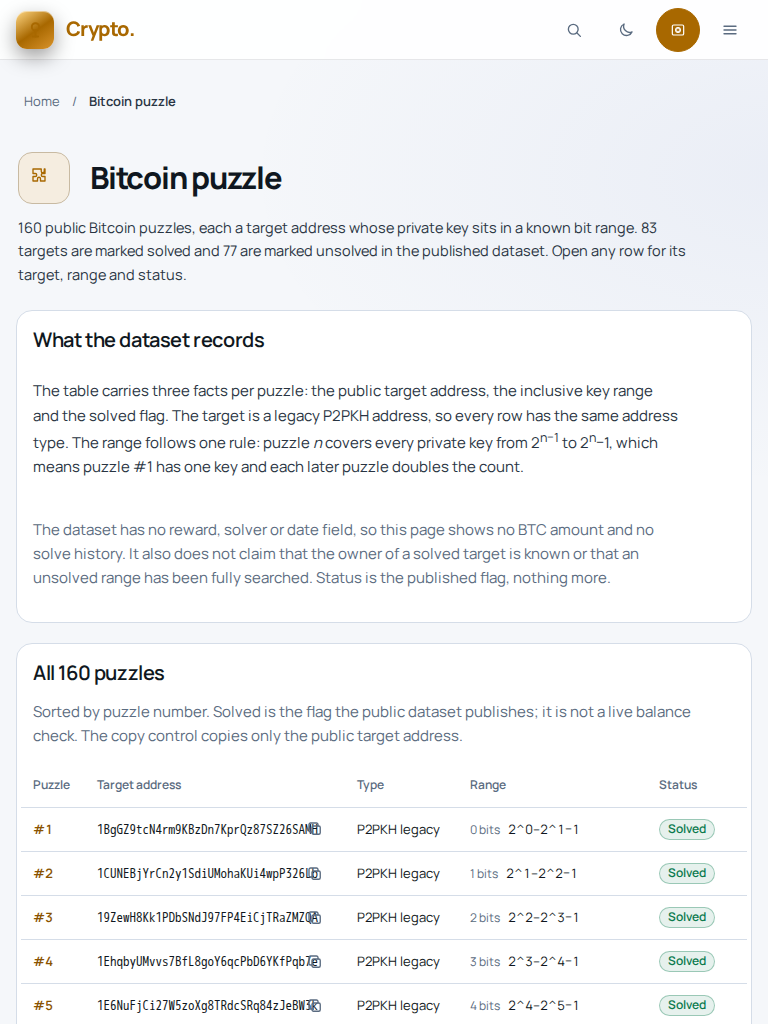 Crypto.
Home / Bitcoin puzzle
Bitcoin puzzle
160 public Bitcoin puzzles, each a target address whose private key sits in a known bit range. 83
targets are marked solved and 77 are marked unsolved in the published dataset. Open any row for its
target, range and status.
What the dataset records
The table carries three facts per puzzle: the public target address, the inclusive key range
and the solved flag. The target is a legacy P2PKH address, so every row has the same address
type. The range follows one rule: puzzle n covers every private key from 2^n−1 to 2^n−1, which
means puzzle #1 has one key and each later puzzle doubles the count.
The dataset has no reward, solver or date field, so this page shows no BTC amount and no
solve history. It also does not claim that the owner of a solved target is known or that an
unsolved range has been fully searched. Status is the published flag, nothing more.
All 160 puzzles
Sorted by puzzle number. Solved is the flag the public dataset publishes; it is not a live balance
check. The copy control copies only the public target address.
Puzzle Target address Type Range Status
#1 P2PKH legacy 0 bits 2^0–2^1−1 Solved
#2 P2PKH legacy 1 bits 2^1–2^2−1 Solved
#3 P2PKH legacy 2 bits 2^2–2^3−1 Solved
#4 P2PKH legacy 3 bits 2^3–2^4−1 Solved
#5 P2PKH legacy 4 bits 2^4–2^5−1 Solved